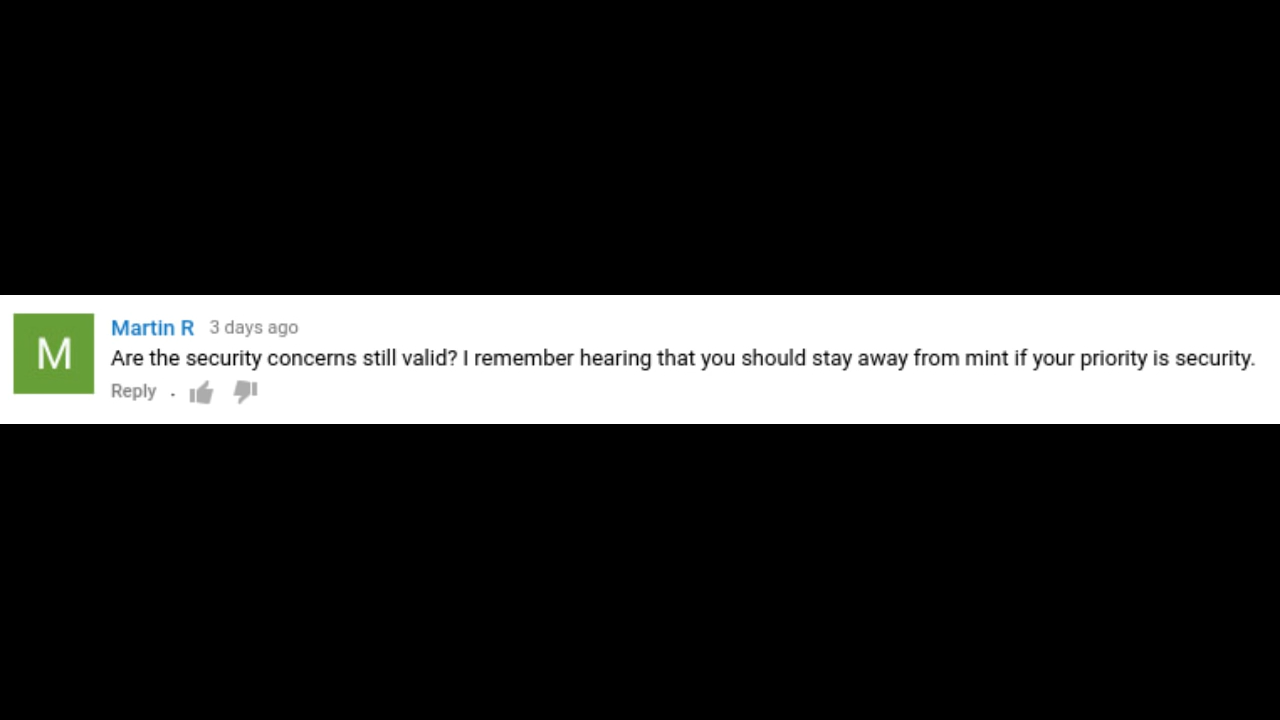 M
Martin R 3 days ago
Are the security concerns still valid? I remember hearing that you should stay away from mint if your priority is security.
Reply .